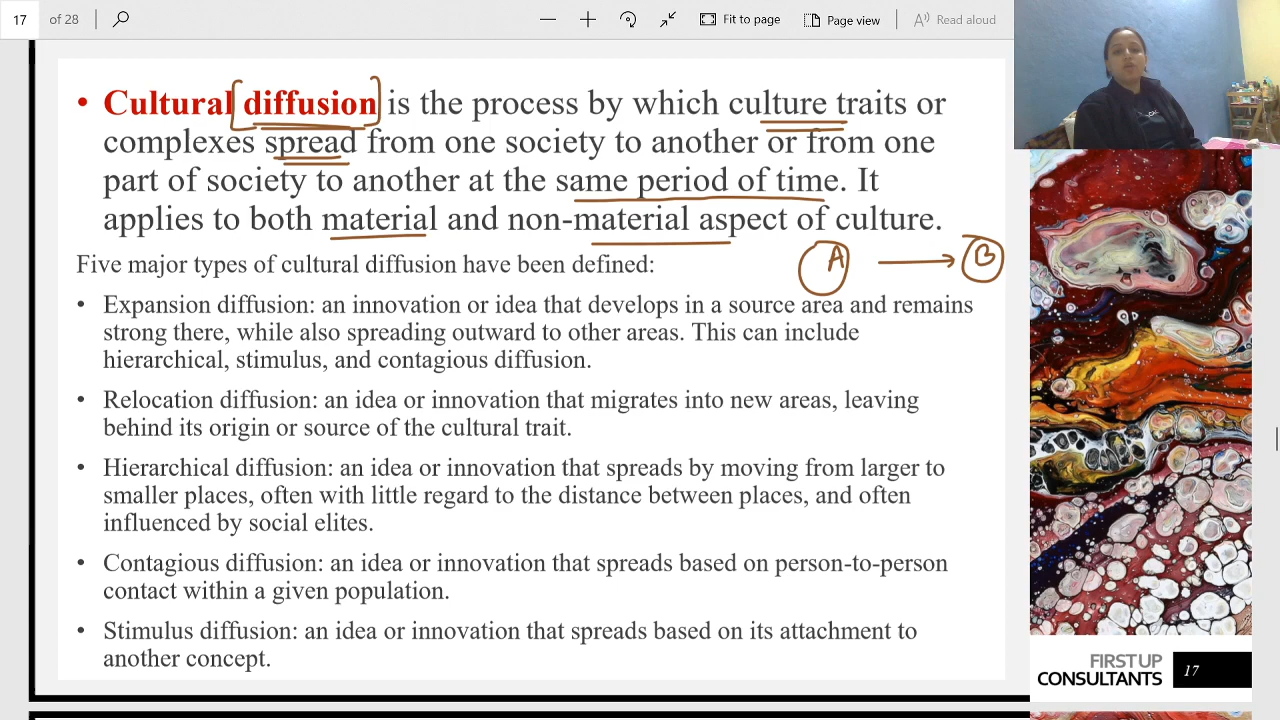 17 of 28 Fit to page Page view Read aloud
• Cultural diffusion is the process by which culture traits or
complexes spread from one society to another or from one
part of society to another at the same period of time. It
applies to both material and non-material aspect of culture.
A B
Five major types of cultural diffusion have been defined:
• Expansion diffusion: an innovation or idea that develops in a source area and remains
strong there, while also spreading outward to other areas. This can include
hierarchical, stimulus, and contagious diffusion.
• Relocation diffusion: an idea or innovation that migrates into new areas, leaving
behind its origin or source of the cultural trait.
• Hierarchical diffusion: an idea or innovation that spreads by moving from larger to
smaller places, often with little regard to the distance between places, and often
influenced by social elites.
• Contagious diffusion: an idea or innovation that spreads based on person-to-person
contact within a given population.
• Stimulus diffusion: an idea or innovation that spreads based on its attachment to
another concept.
FIRST UP
CONSULTANTS
17